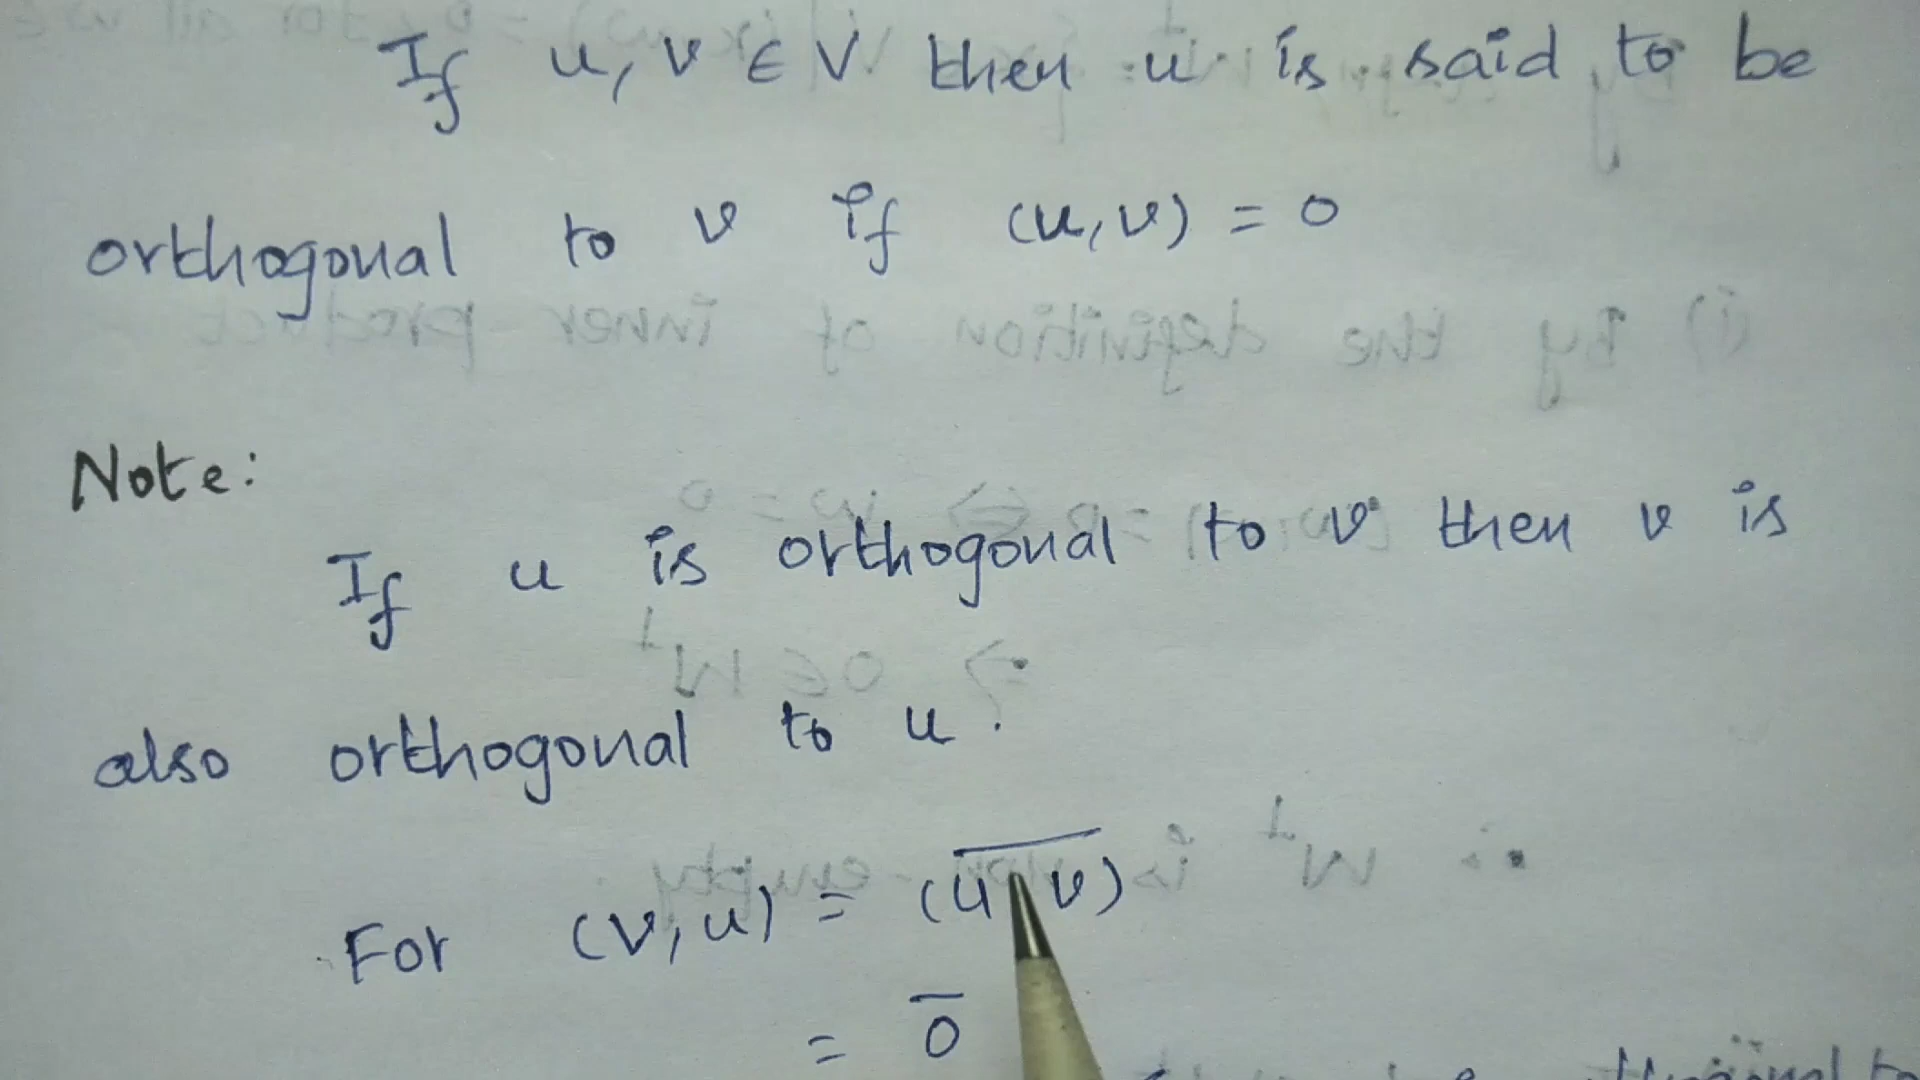 If u, v ∈ V then u is said to be
orthogonal to v if (u, v) = 0
Note:
If u is orthogonal to v then v is
also orthogonal to u.
For (v, u) = (u̅ ̅v̅)
= 0̅